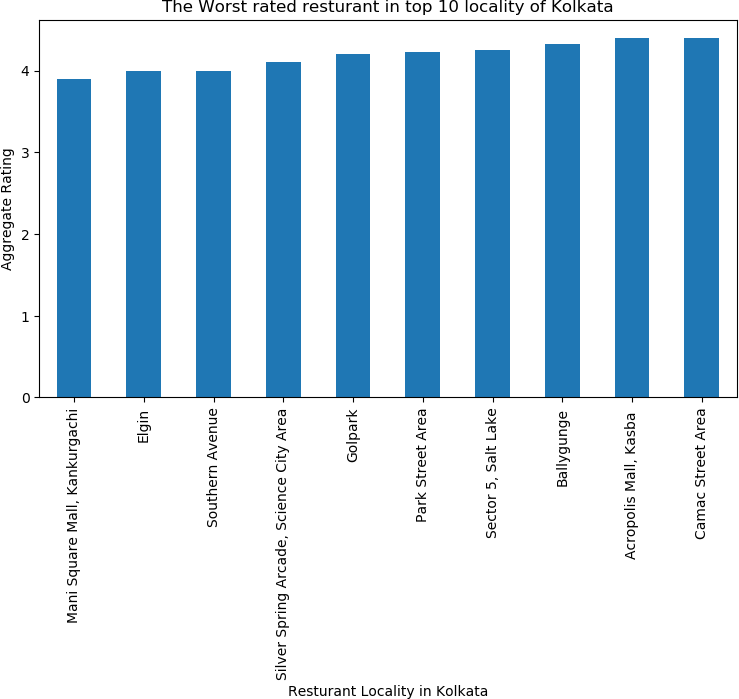 The Worst rated resturant in top 10 locality of Kolkata
Aggregate Rating
4
3
2
1
0
Mani Square Mall, Kankurgachi
Elgin
Southern Avenue
Silver Spring Arcade, Science City Area
Golpark
Park Street Area
Sector 5, Salt Lake
Ballygunge
Acropolis Mall, Kasba
Camac Street Area
Resturant Locality in Kolkata